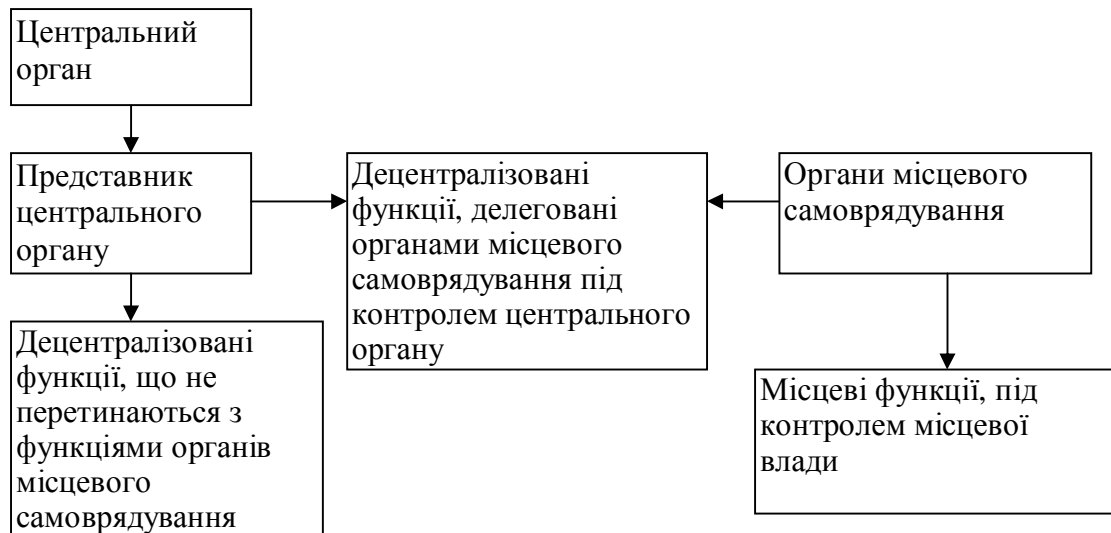 Центральний
орган
Представник
центрального
органу
Децентралізовані
функції, делеговані
органами місцевого
самоврядування під
контролем центрального
органу
Органи місцевого
самоврядування
Децентралізовані
функції, що не
перетинаються з
функціями органів
місцевого
самоврядування
Місцеві функції, під
контролем місцевої
влади